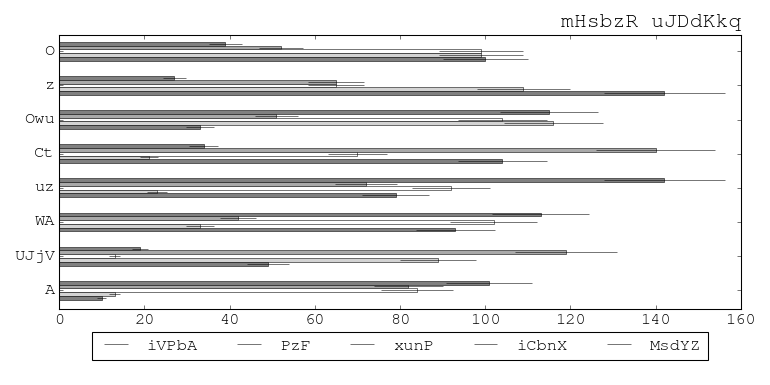 mHsbzR uJDdKkq
O
z
Owu
Ct
uz
WA
UJjV
A
0 20 40 60 80 100 120 140 160
iVPbA PzF xunP iCbnX MsdYZ